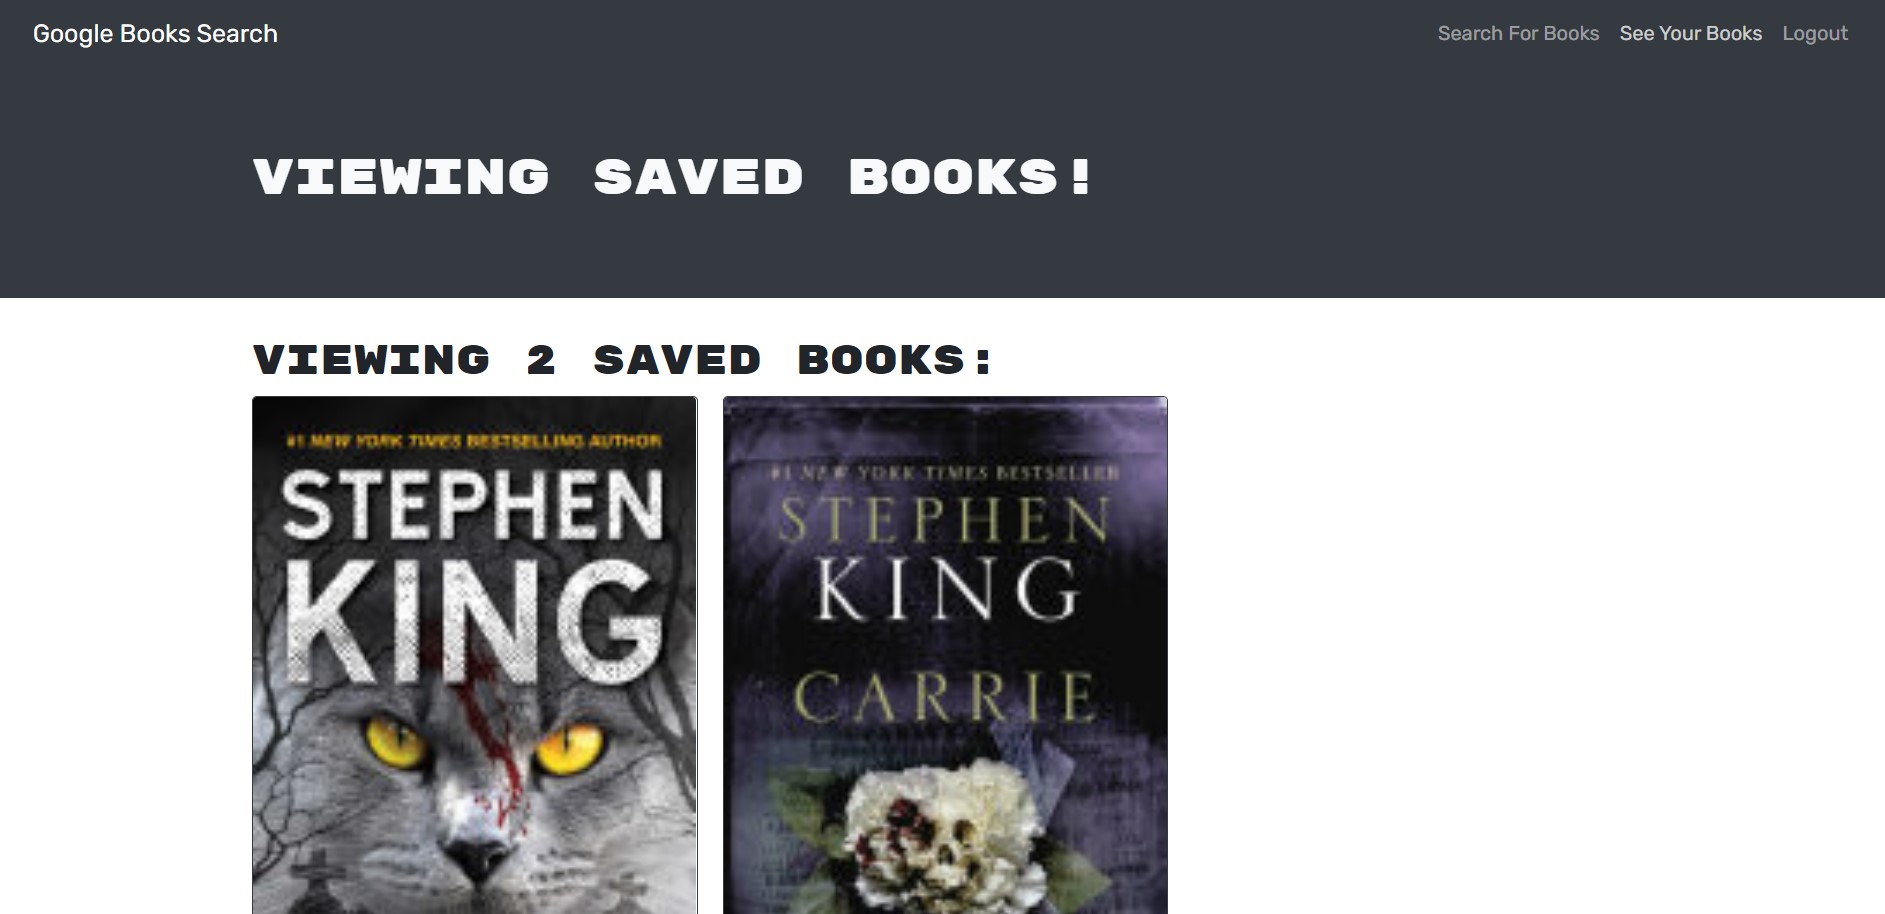 Google Books Search
Search For Books See Your Books Logout
VIEWING SAVED BOOKS!
VIEWING 2 SAVED BOOKS:
#1 NEW YORK TIMES BESTSELLING AUTHOR
STEPHEN
KING
#1 NEW YORK TIMES BESTSELLER
STEPHEN
KING
CARRIE